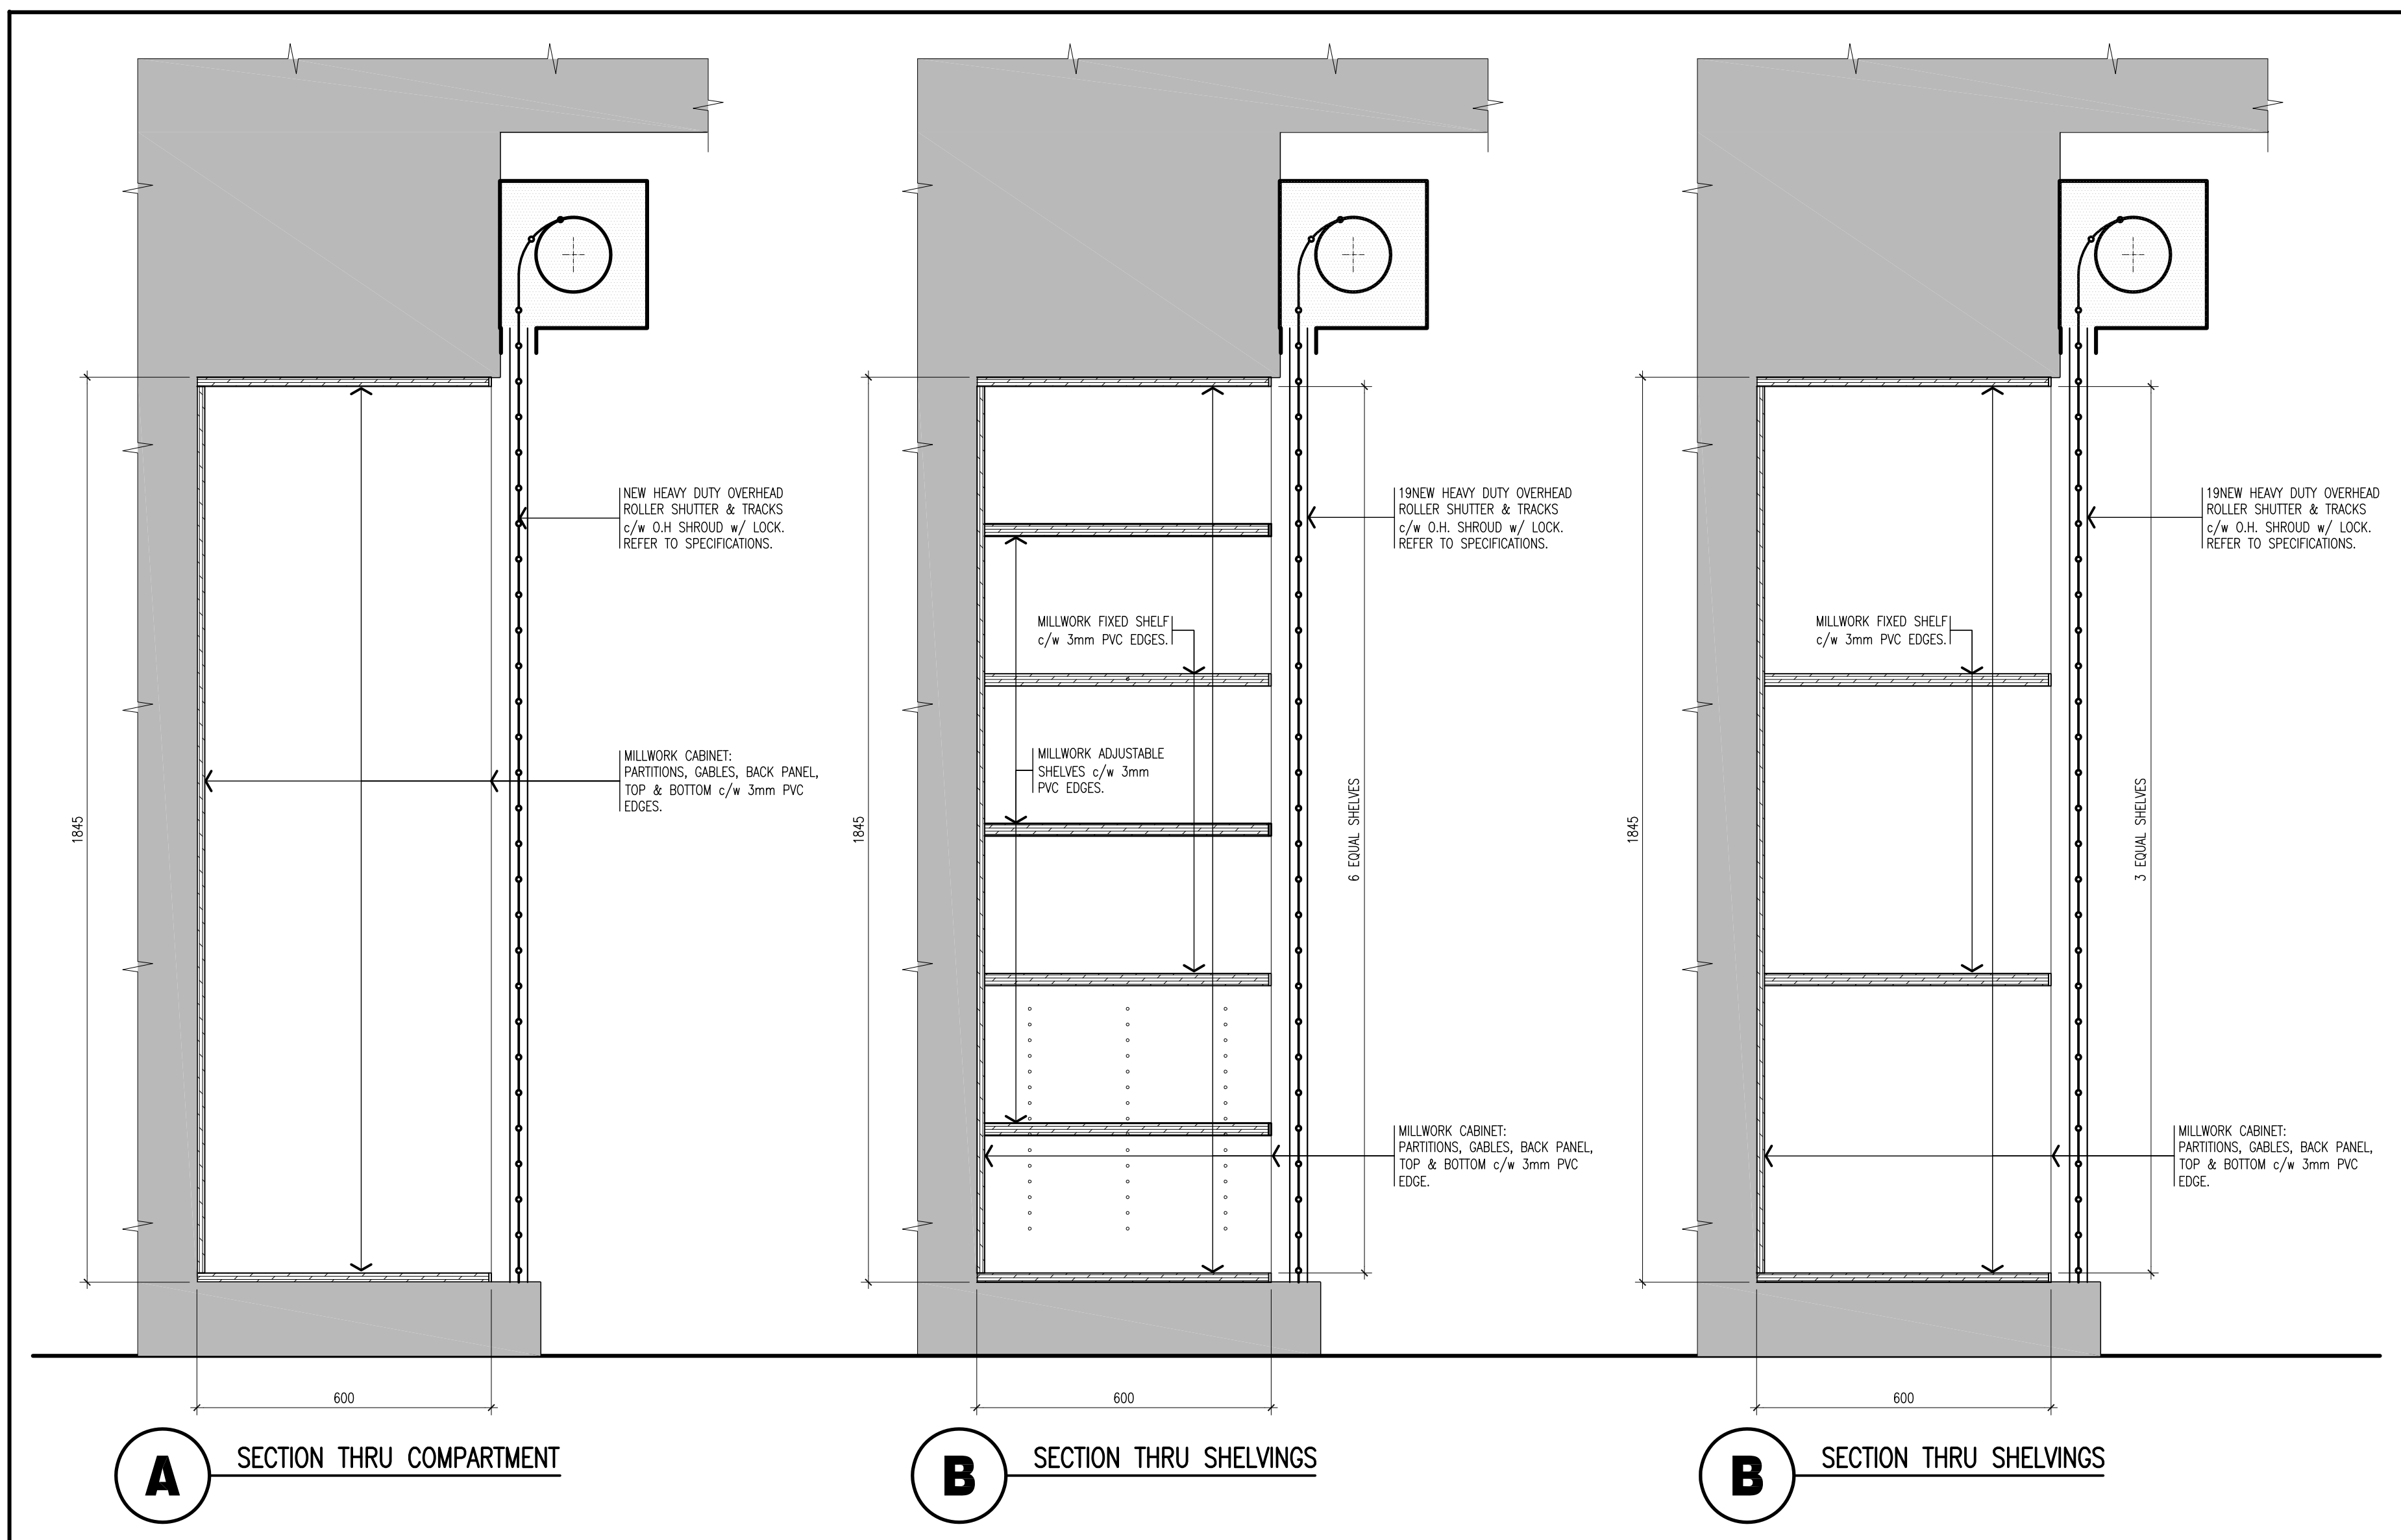 NEW HEAVY DUTY OVERHEAD
ROLLER SHUTTER & TRACKS
c/w O.H SHROUD w/ LOCK.
REFER TO SPECIFICATIONS.
MILLWORK CABINET:
PARTITIONS, GABLES, BACK PANEL,
TOP & BOTTOM c/w 3mm PVC
EDGES.
1845
600
A
SECTION THRU COMPARTMENT
19NEW HEAVY DUTY OVERHEAD
ROLLER SHUTTER & TRACKS
c/w O.H. SHROUD w/ LOCK.
REFER TO SPECIFICATIONS.
MILLWORK FIXED SHELF
c/w 3mm PVC EDGES.
MILLWORK ADJUSTABLE
SHELVES c/w 3mm
PVC EDGES.
1845
6 EQUAL SHELVES
MILLWORK CABINET:
PARTITIONS, GABLES, BACK PANEL,
TOP & BOTTOM c/w 3mm PVC
EDGE.
600
B
SECTION THRU SHELVINGS
19NEW HEAVY DUTY OVERHEAD
ROLLER SHUTTER & TRACKS
c/w O.H. SHROUD w/ LOCK.
REFER TO SPECIFICATIONS.
MILLWORK FIXED SHELF
c/w 3mm PVC EDGES.
1845
3 EQUAL SHELVES
MILLWORK CABINET:
PARTITIONS, GABLES, BACK PANEL,
TOP & BOTTOM c/w 3mm PVC
EDGE.
600
B
SECTION THRU SHELVINGS